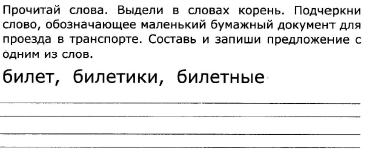 Прочитай слова. Выдели в словах корень. Подчеркни
слово, обозначающее маленький бумажный документ для
проезда в транспорте. Составь и запиши предложение с
одним из слов.
билет, билетики, билетные